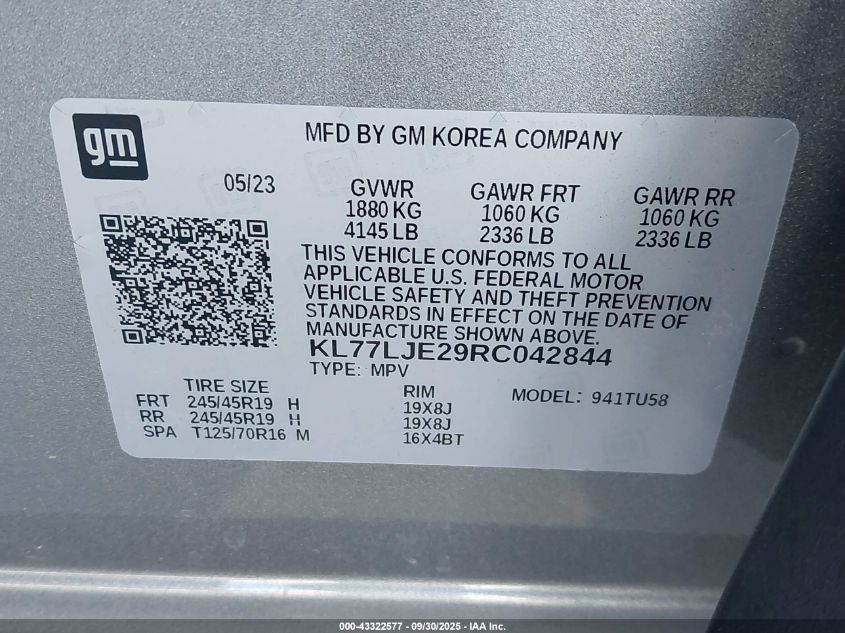 gm
MFD BY GM KOREA COMPANY
05/23
GVWR GAWR FRT GAWR RR
1880 KG 1060 KG 1060 KG
4145 LB 2336 LB 2336 LB
THIS VEHICLE CONFORMS TO ALL
APPLICABLE U.S. FEDERAL MOTOR
VEHICLE SAFETY AND THEFT PREVENTION
STANDARDS IN EFFECT ON THE DATE OF
MANUFACTURE SHOWN ABOVE.
KL77LJE29RC042844
TYPE: MPV
TIRE SIZE RIM MODEL: 941TU58
FRT 245/45R19 H 19X8J
RR 245/45R19 H 19X8J
SPA T125/70R16 M 16X4BT
000-43322577 - 09/30/2025 - IAA Inc.